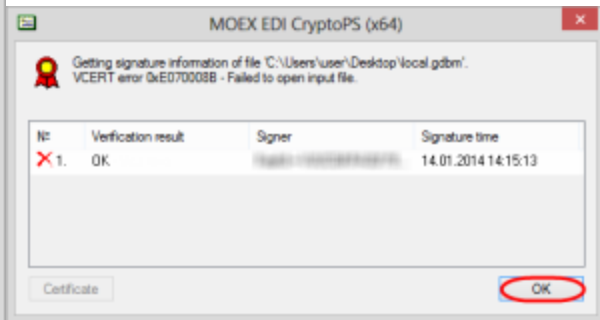 MOEX EDI CryptoPS (x64)
Getting signature information of file 'C:\Users\user\Desktop\local.gdbm'.
VCERT error 0xE070008B - Failed to open input file.
№ Verification result Signer Signature time
1. OK 14.01.2014 14:15:13
Certificate OK